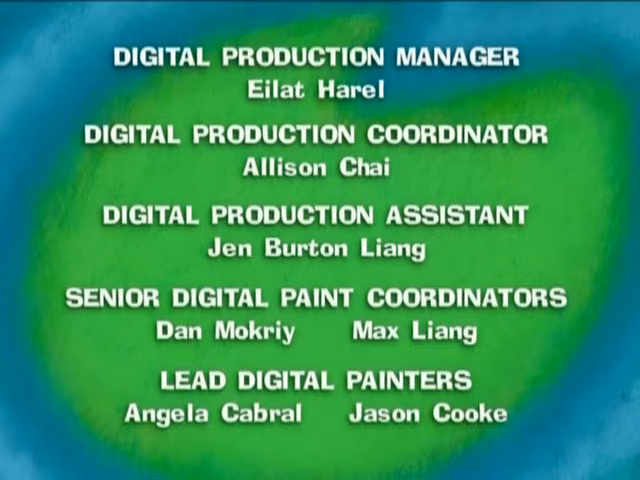 DIGITAL PRODUCTION MANAGER
Eilat Harel
DIGITAL PRODUCTION COORDINATOR
Allison Chai
DIGITAL PRODUCTION ASSISTANT
Jen Burton Liang
SENIOR DIGITAL PAINT COORDINATORS
Dan Mokriy Max Liang
LEAD DIGITAL PAINTERS
Angela Cabral Jason Cooke